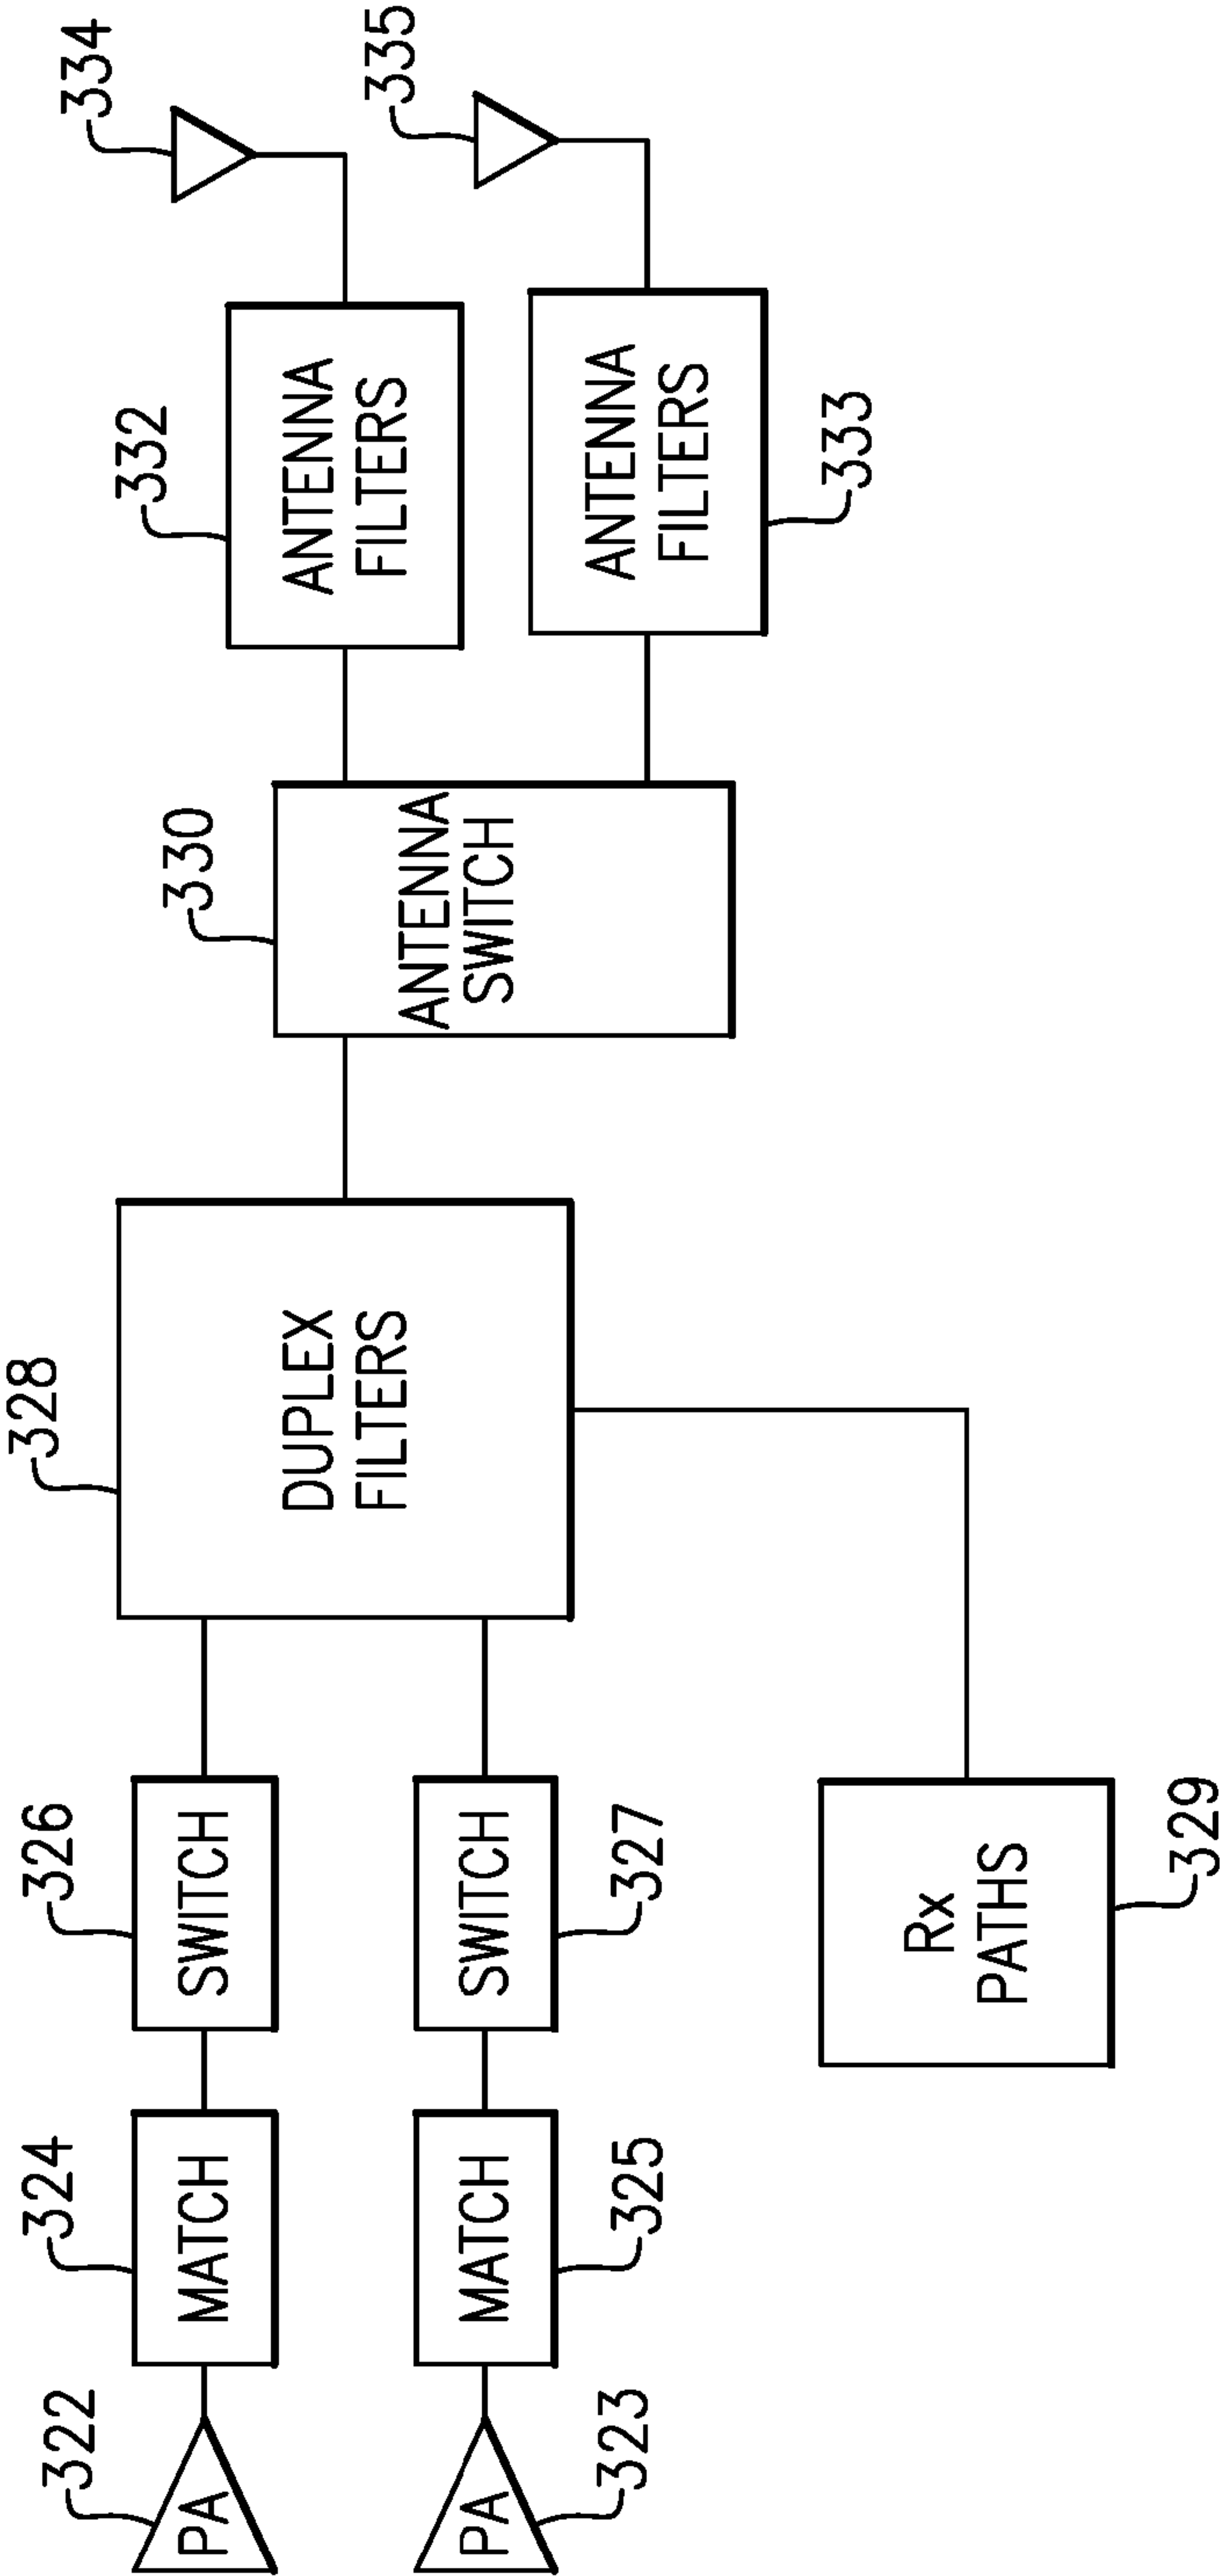 322
PA
324
MATCH
326
SWITCH
323
PA
325
MATCH
327
SWITCH
328
DUPLEX
FILTERS
Rx
PATHS
329
330
ANTENNA
SWITCH
332
ANTENNA
FILTERS
334
ANTENNA
FILTERS
333
335